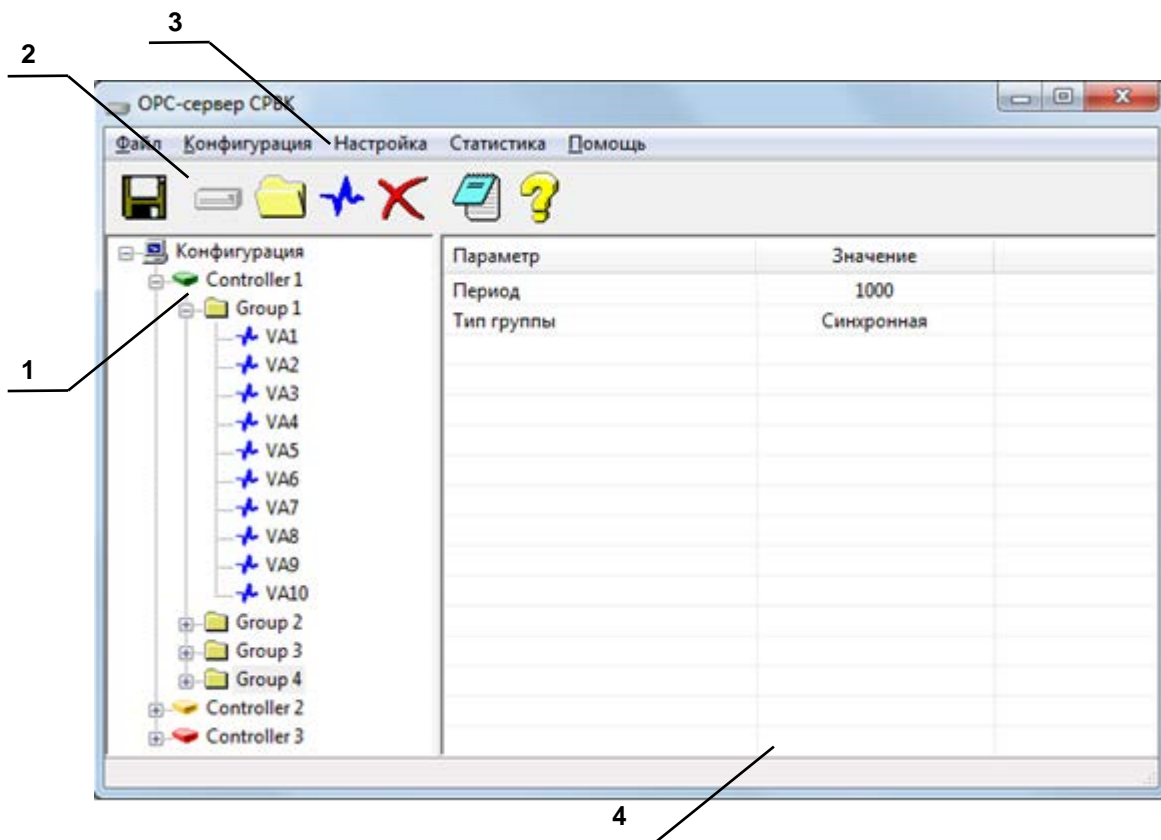 3
2
ОРС-сервер СРВК
Файл Конфигурация Настройка Статистика Помощь
Конфигурация
Controller 1
Group 1
VA1
VA2
VA3
VA4
VA5
VA6
VA7
VA8
VA9
VA10
Group 2
Group 3
Group 4
Controller 2
Controller 3
Параметр Значение
Период 1000
Тип группы Синхронная
1
4